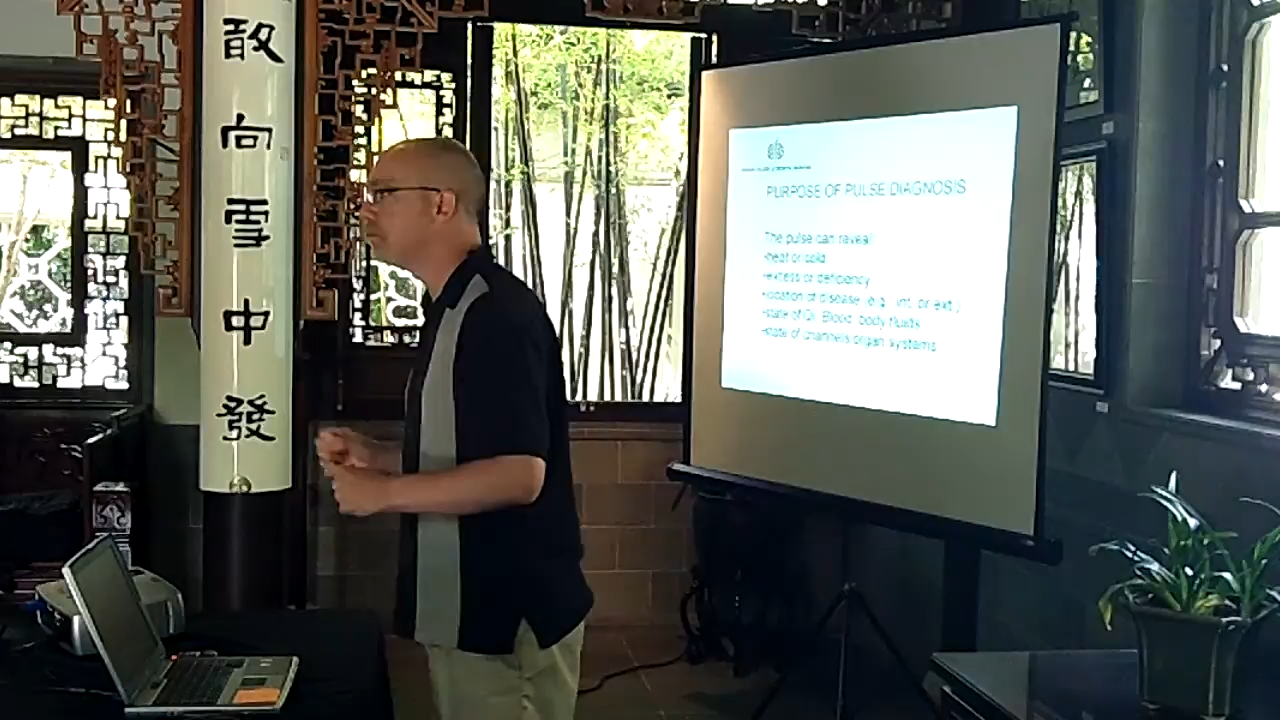 敢向雪中發
PURPOSE OF PULSE DIAGNOSIS
The pulse can reveal
•heat or cold
•exness or deficiency
•location of disease (e.g., int. or ext.)
•state of Qi, Blood, body fluids
•state of channels organ systems